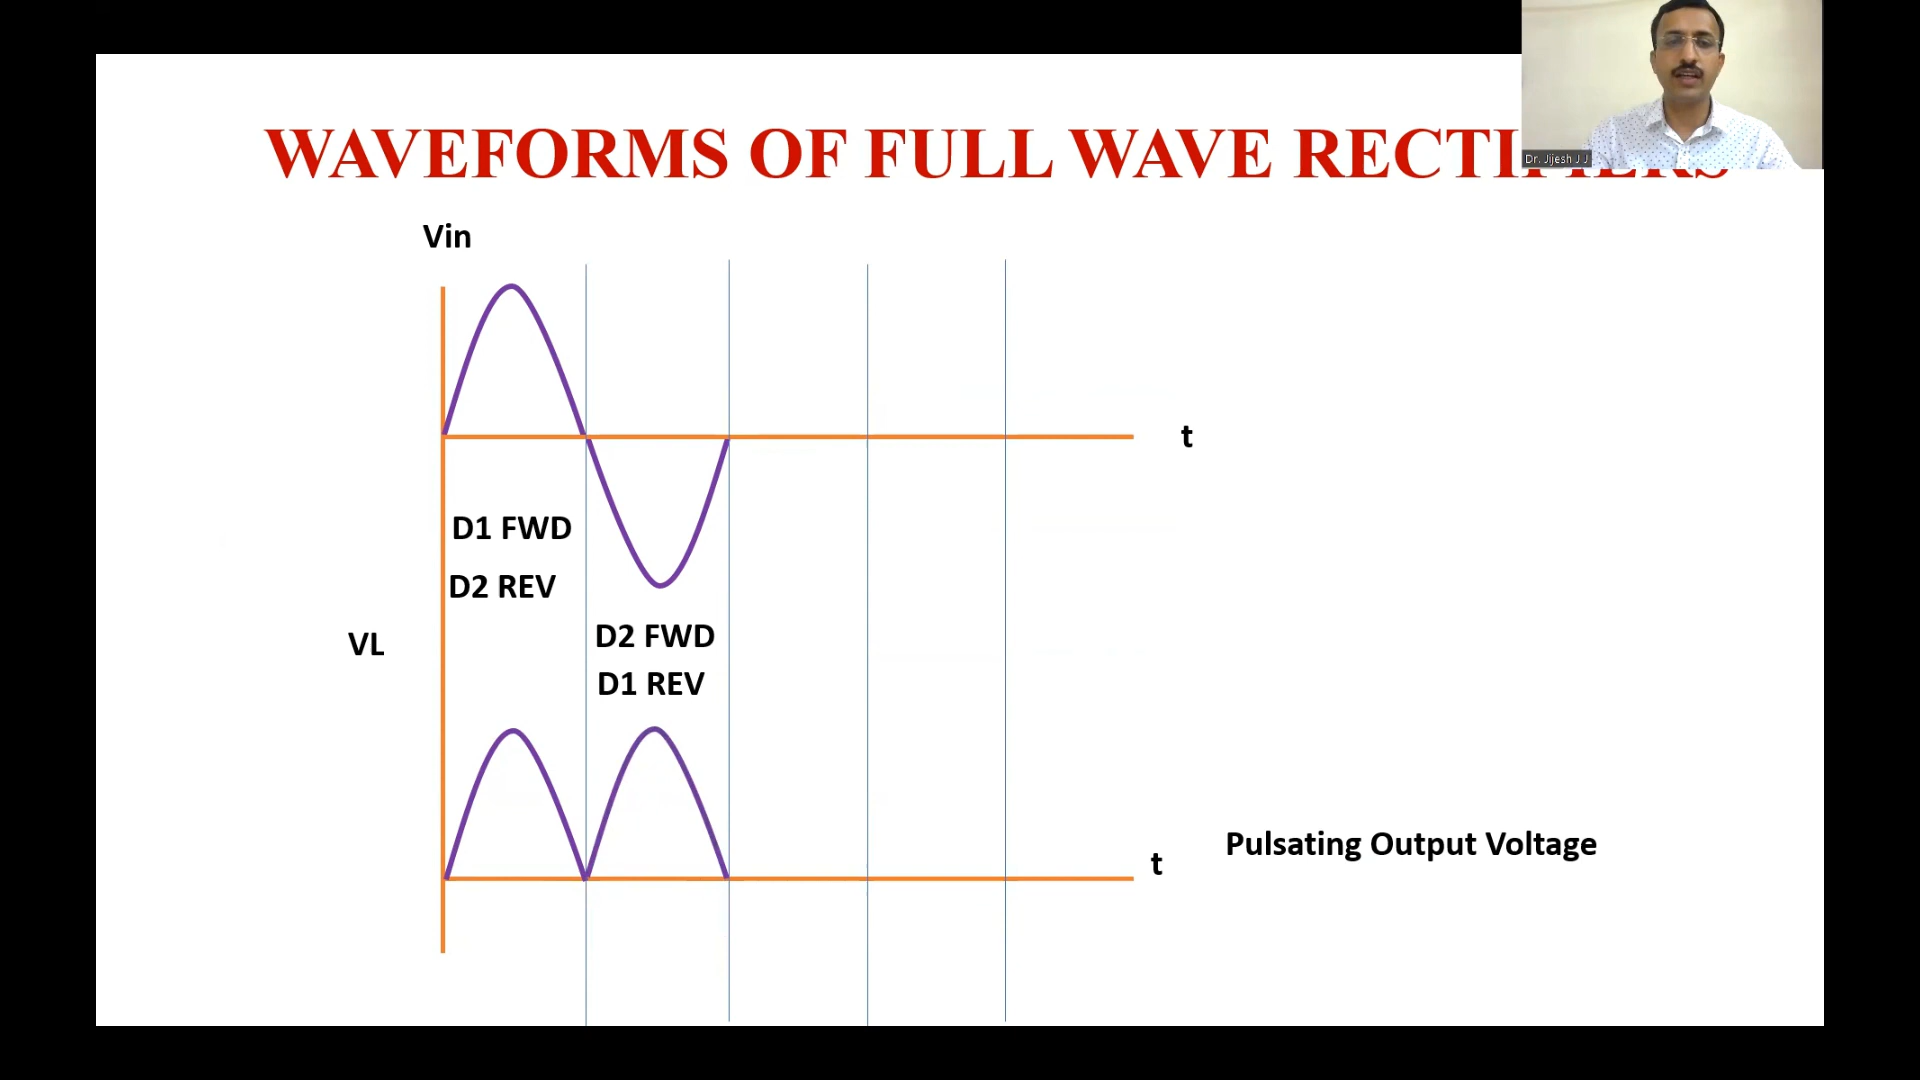 WAVEFORMS OF FULL WAVE RECTIFIERS
Dr. Jijesh J J
Vin
t
D1 FWD
D2 REV
VL
D2 FWD
D1 REV
t
Pulsating Output Voltage